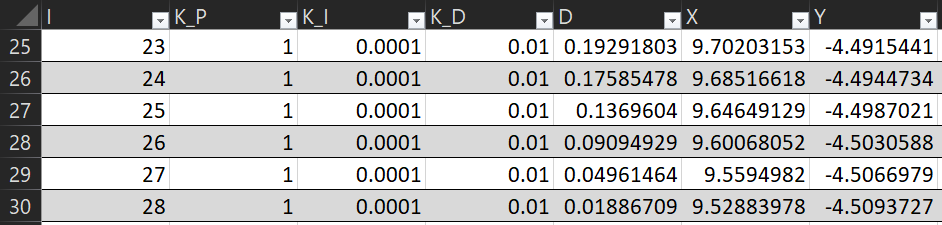 I K_P K_I K_D D X Y
25 23 1 0.0001 0.01 0.19291803 9.70203153 -4.4915441
26 24 1 0.0001 0.01 0.17585478 9.68516618 -4.4944734
27 25 1 0.0001 0.01 0.1369604 9.64649129 -4.4987021
28 26 1 0.0001 0.01 0.09094929 9.60068052 -4.5030588
29 27 1 0.0001 0.01 0.04961464 9.5594982 -4.5066979
30 28 1 0.0001 0.01 0.01886709 9.52883978 -4.5093727